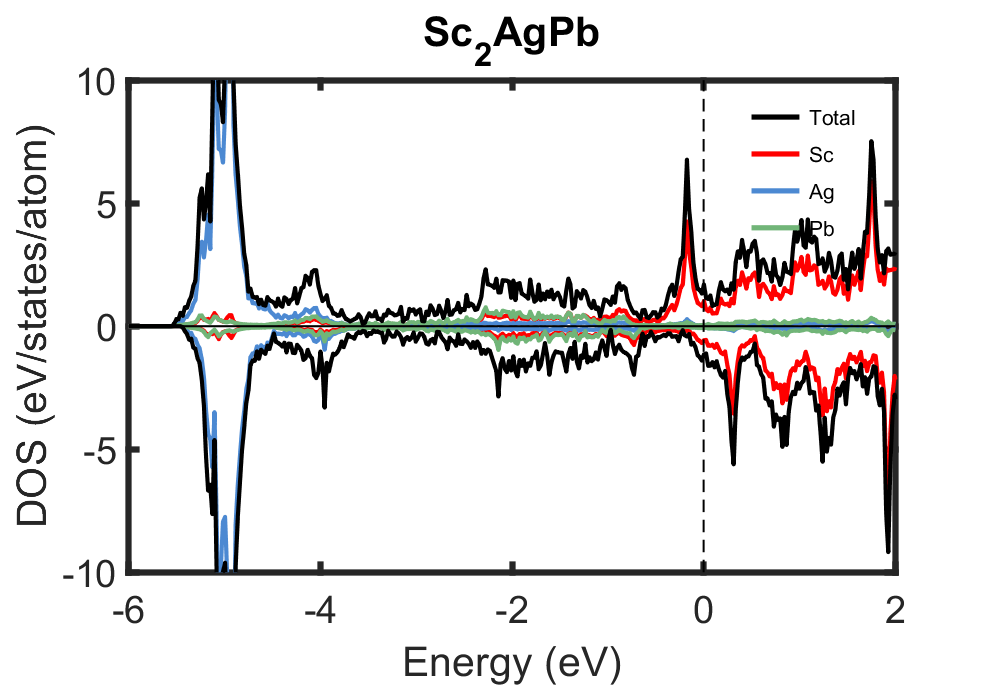 Sc2AgPb
10
5
0
-5
-10
DOS (eV/states/atom)
Total
Sc
Ag
Pb
-6 -4 -2 0 2
Energy (eV)